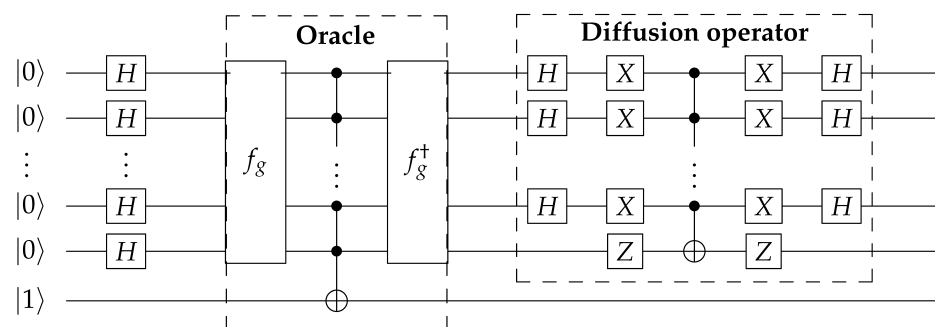 Oracle
Diffusion operator
|0⟩ H H X X H
|0⟩ H H X X H
⋮ ⋮ f_g ⋮ f_g^† ⋮
|0⟩ H H X X H
|0⟩ H Z Z
|1⟩